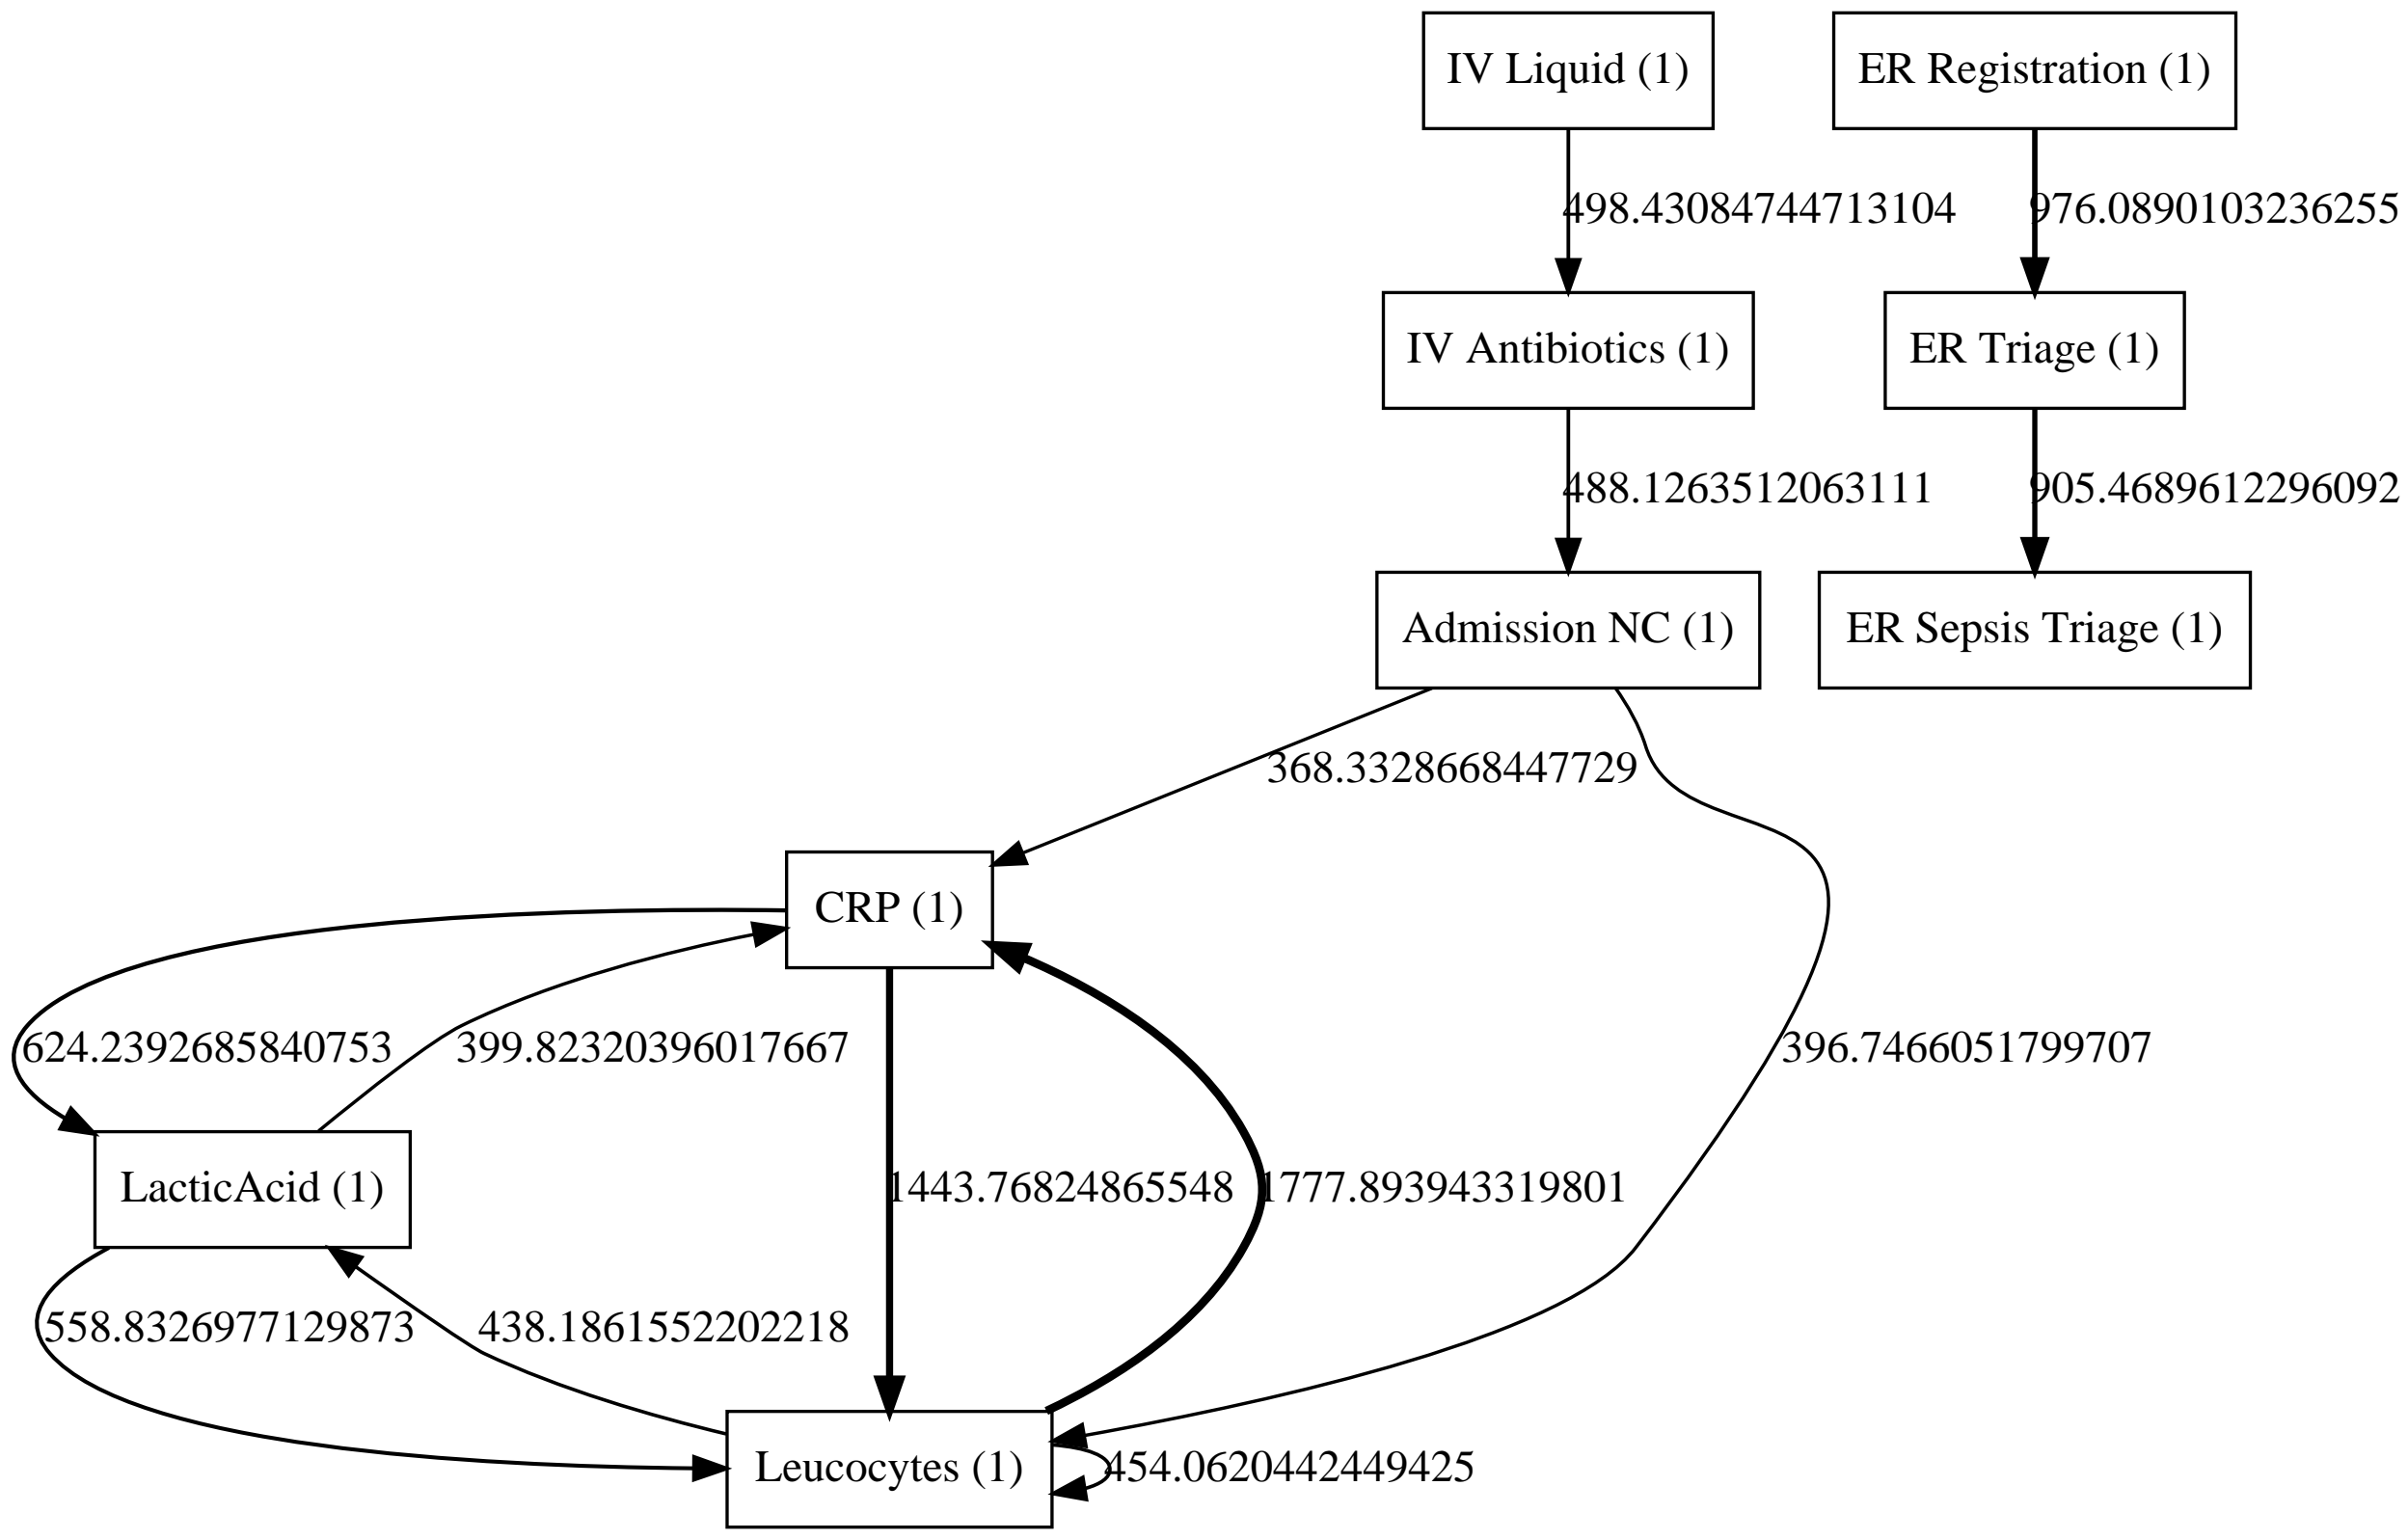 IV Liquid (1)
ER Registration (1)
498.43084744713104
976.0890103236255
IV Antibiotics (1)
ER Triage (1)
488.1263512063111
905.4689612296092
Admission NC (1)
ER Sepsis Triage (1)
368.3328668447729
CRP (1)
624.2392685840753
399.82320396017667
396.7466051799707
LacticAcid (1)
1443.76824865548
1777.893943319801
558.8326977129873
438.1861552202218
Leucocytes (1)
454.0620442449425